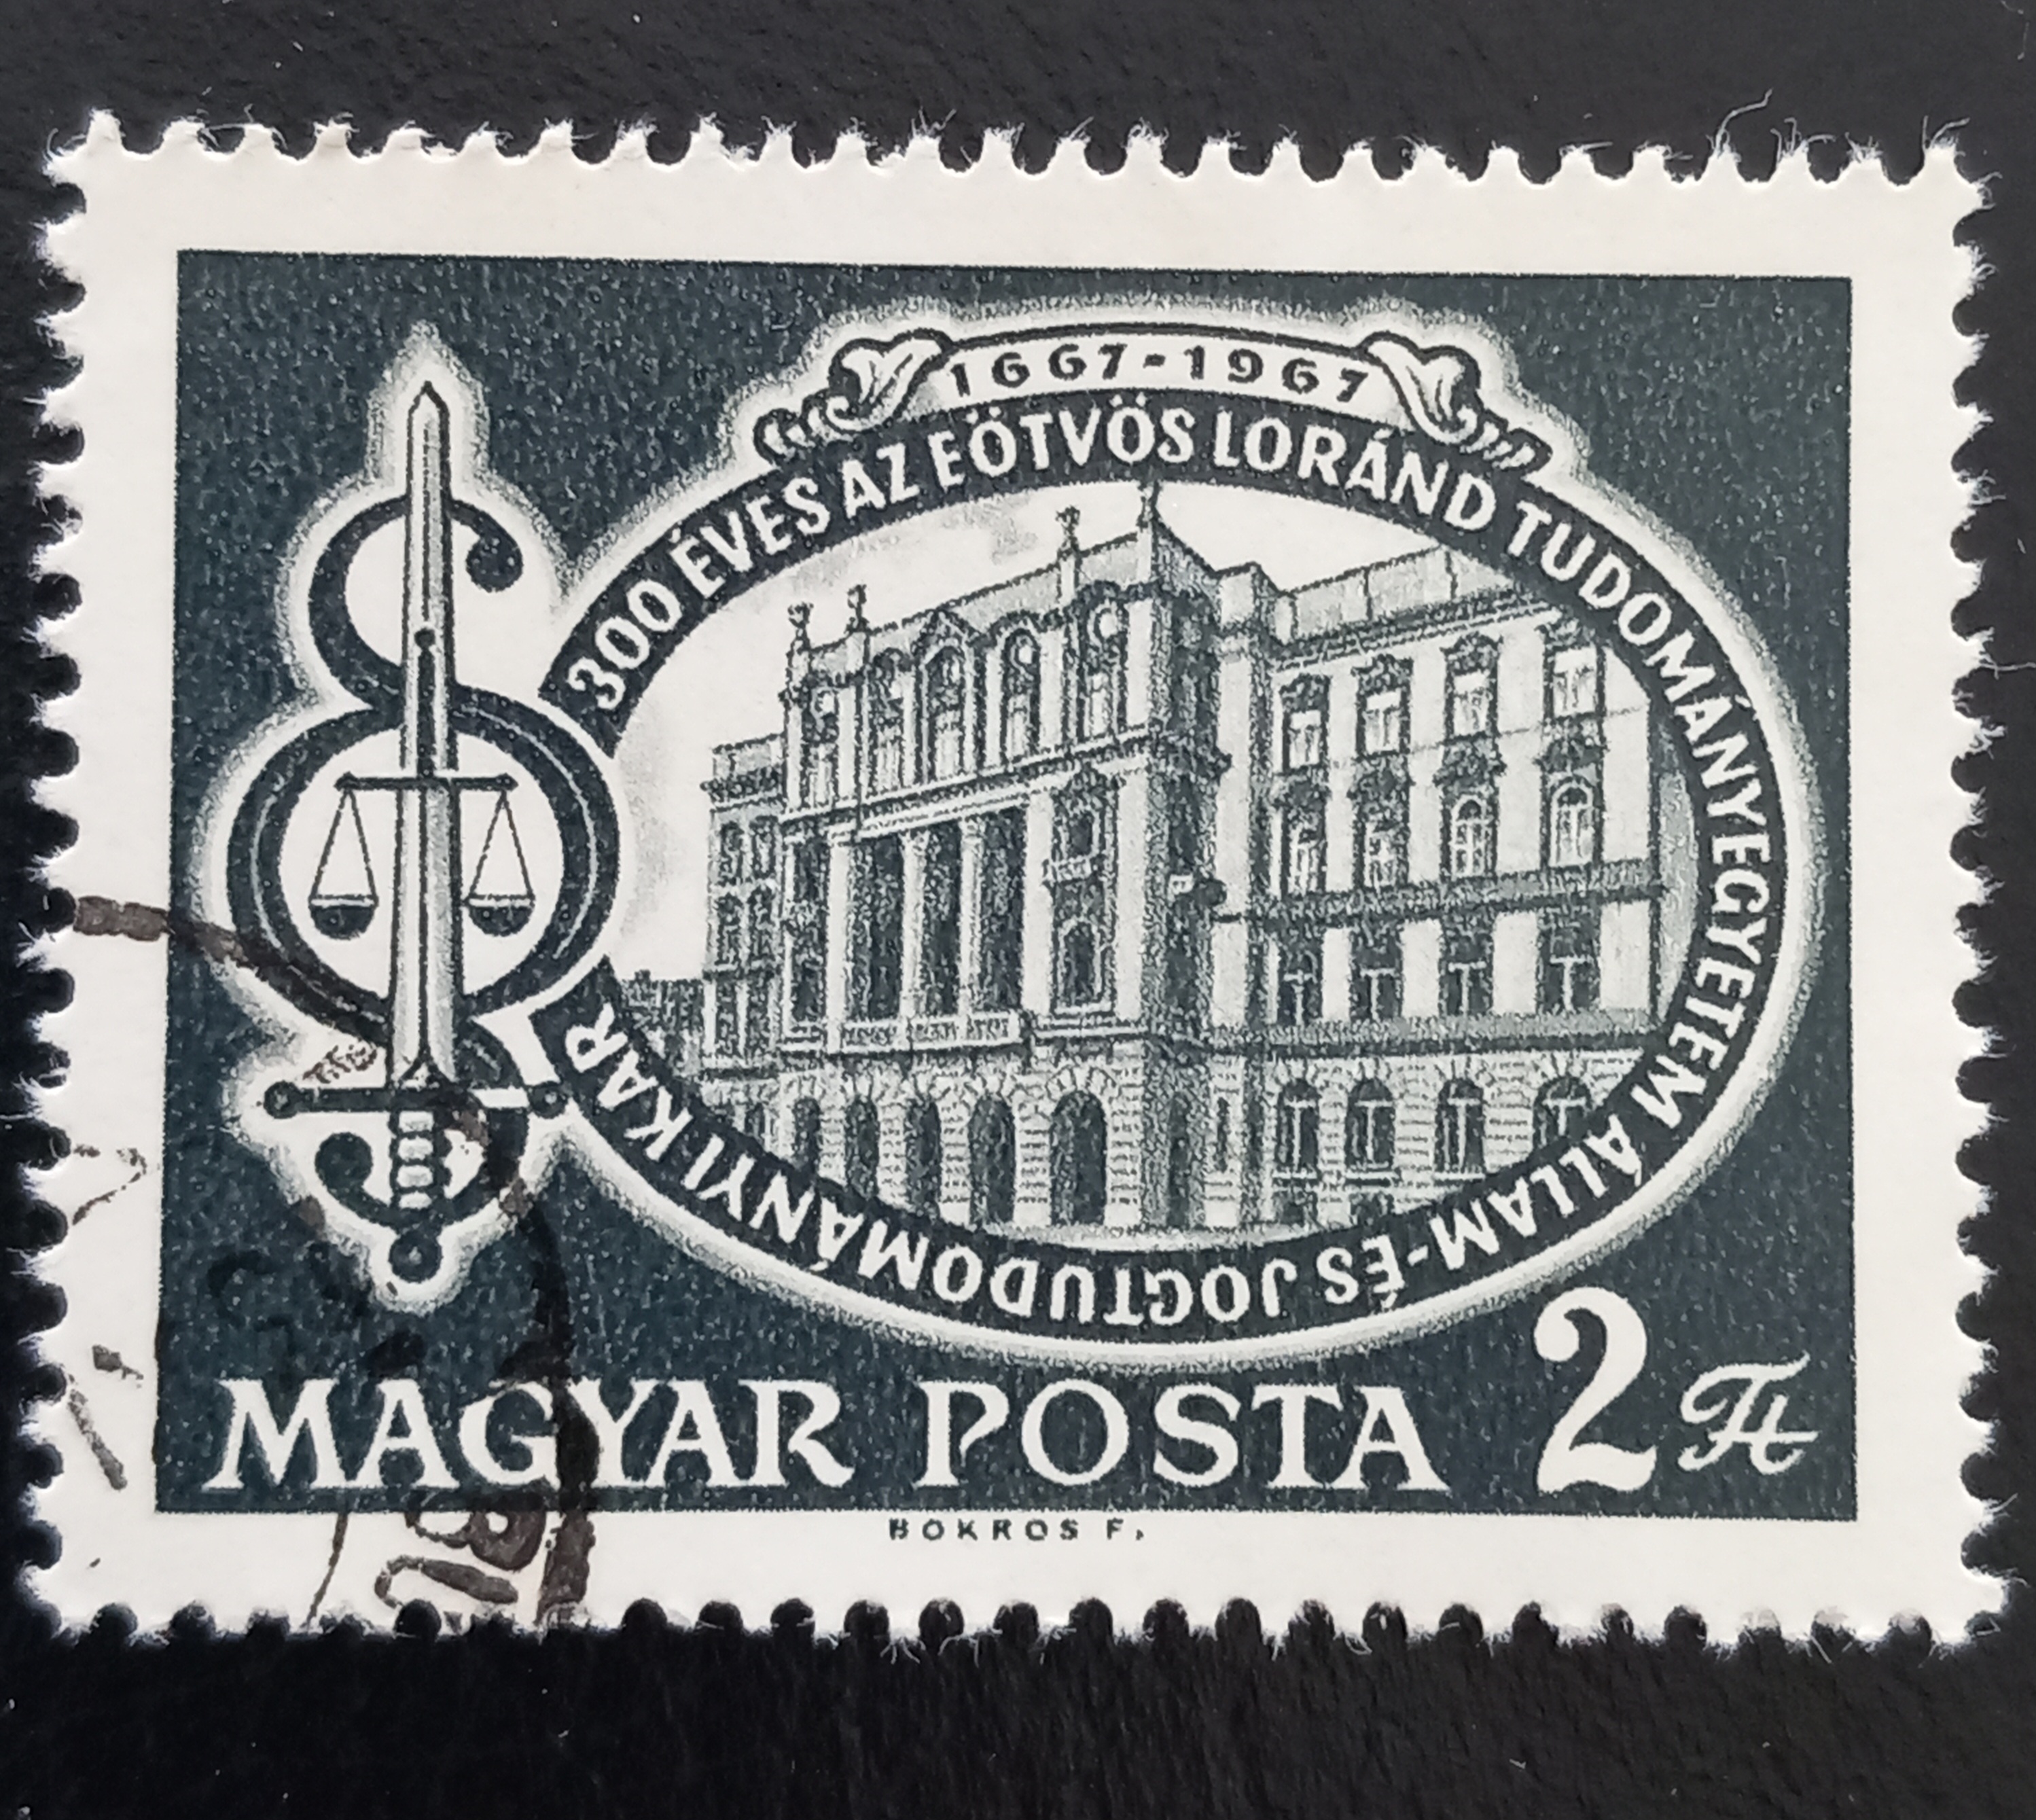 1667-1967
300 ÉVES AZ EÖTVÖS LORÁND TUDOMÁNYEGYETEM ÁLLAM-ÉS JOGTUDOMÁNYI KAR
MAGYAR POSTA 2 Ft
BOKROS F.